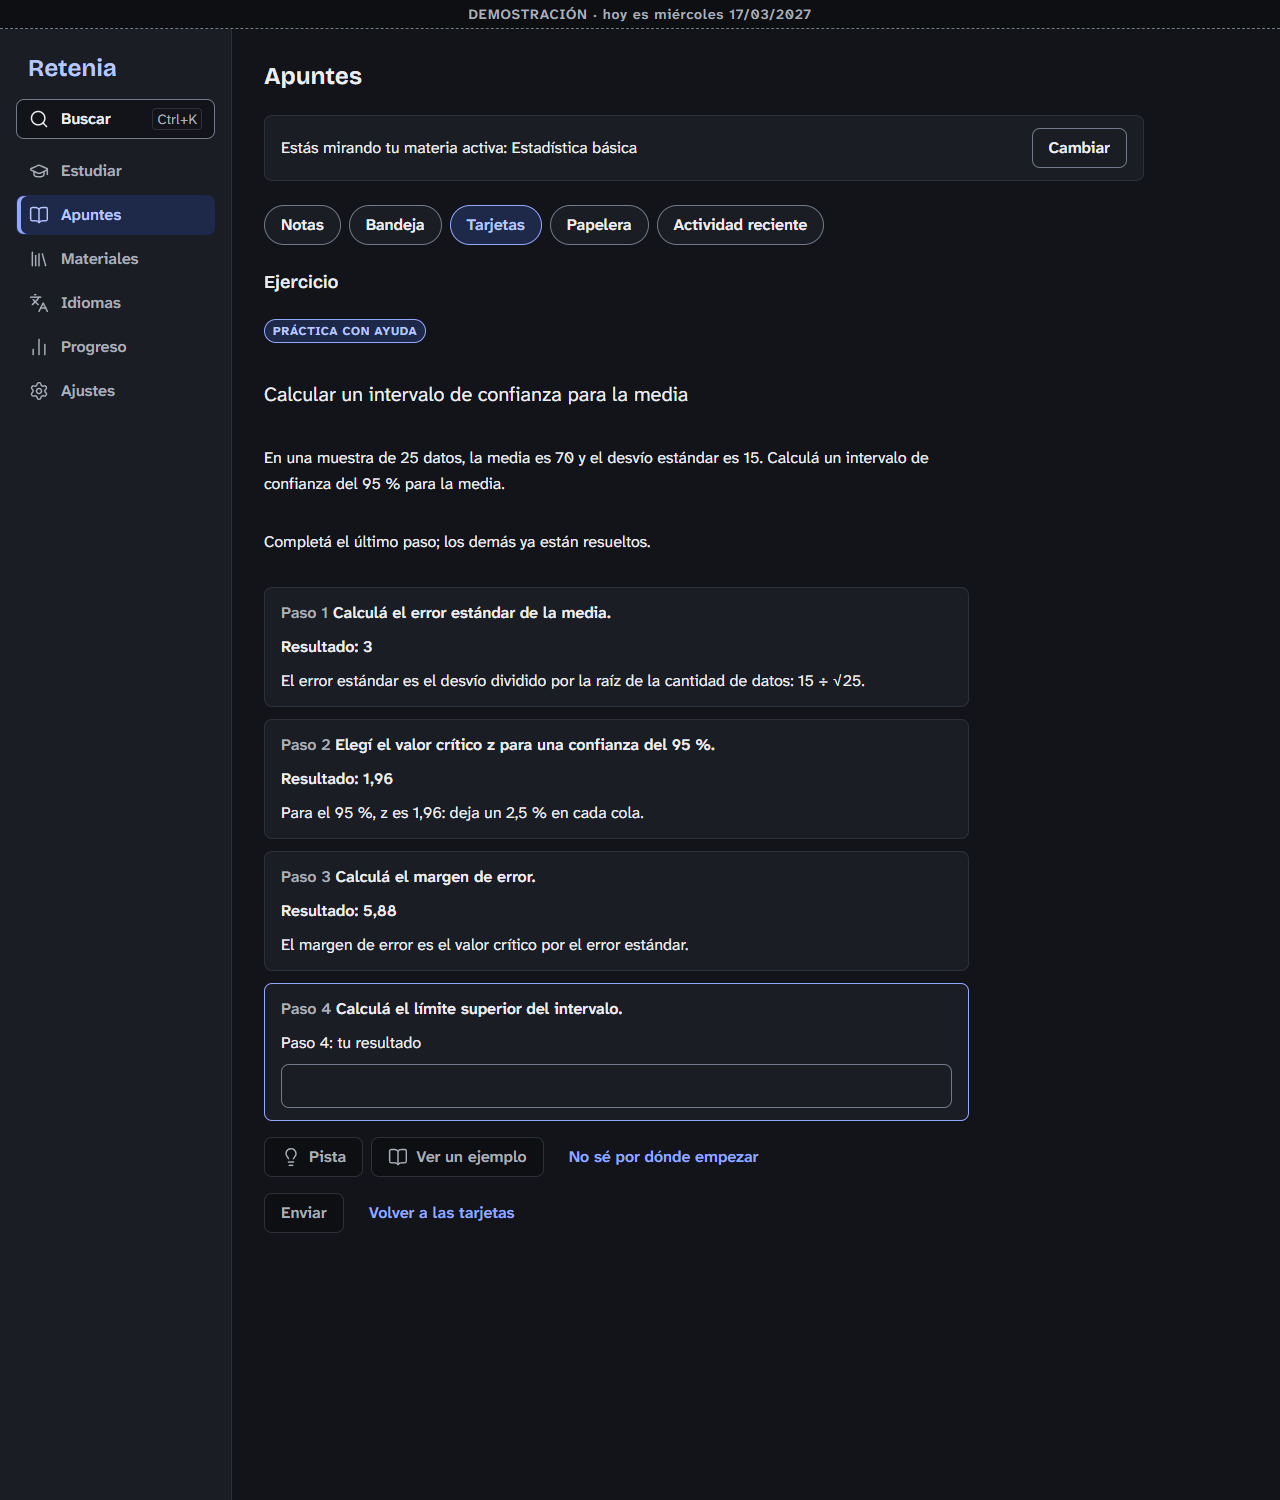 DEMOSTRACIÓN · hoy es miércoles 17/03/2027
Retenia
Buscar Ctrl+K
Estudiar
Apuntes
Materiales
Idiomas
Progreso
Ajustes
Apuntes
Estás mirando tu materia activa: Estadística básica
Cambiar
Notas Bandeja Tarjetas Papelera Actividad reciente
Ejercicio
PRÁCTICA CON AYUDA
Calcular un intervalo de confianza para la media
En una muestra de 25 datos, la media es 70 y el desvío estándar es 15. Calculá un intervalo de
confianza del 95 % para la media.
Completá el último paso; los demás ya están resueltos.
Paso 1 Calculá el error estándar de la media.
Resultado: 3
El error estándar es el desvío dividido por la raíz de la cantidad de datos: 15 ÷ √25.
Paso 2 Elegí el valor crítico z para una confianza del 95 %.
Resultado: 1,96
Para el 95 %, z es 1,96: deja un 2,5 % en cada cola.
Paso 3 Calculá el margen de error.
Resultado: 5,88
El margen de error es el valor crítico por el error estándar.
Paso 4 Calculá el límite superior del intervalo.
Paso 4: tu resultado
Pista Ver un ejemplo No sé por dónde empezar
Enviar Volver a las tarjetas